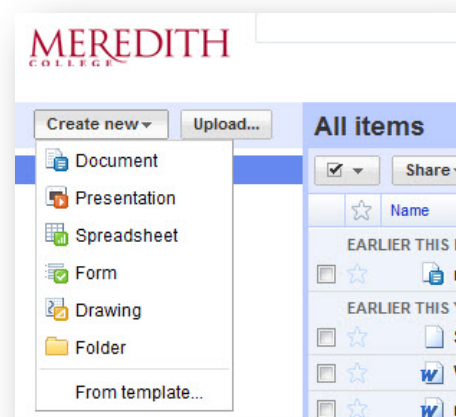 MEREDITH
COLLEGE
Create new
Upload...
All items
Document
Presentation
Spreadsheet
Form
Drawing
Folder
From template...
Share
Name
EARLIER THIS
EARLIER THIS